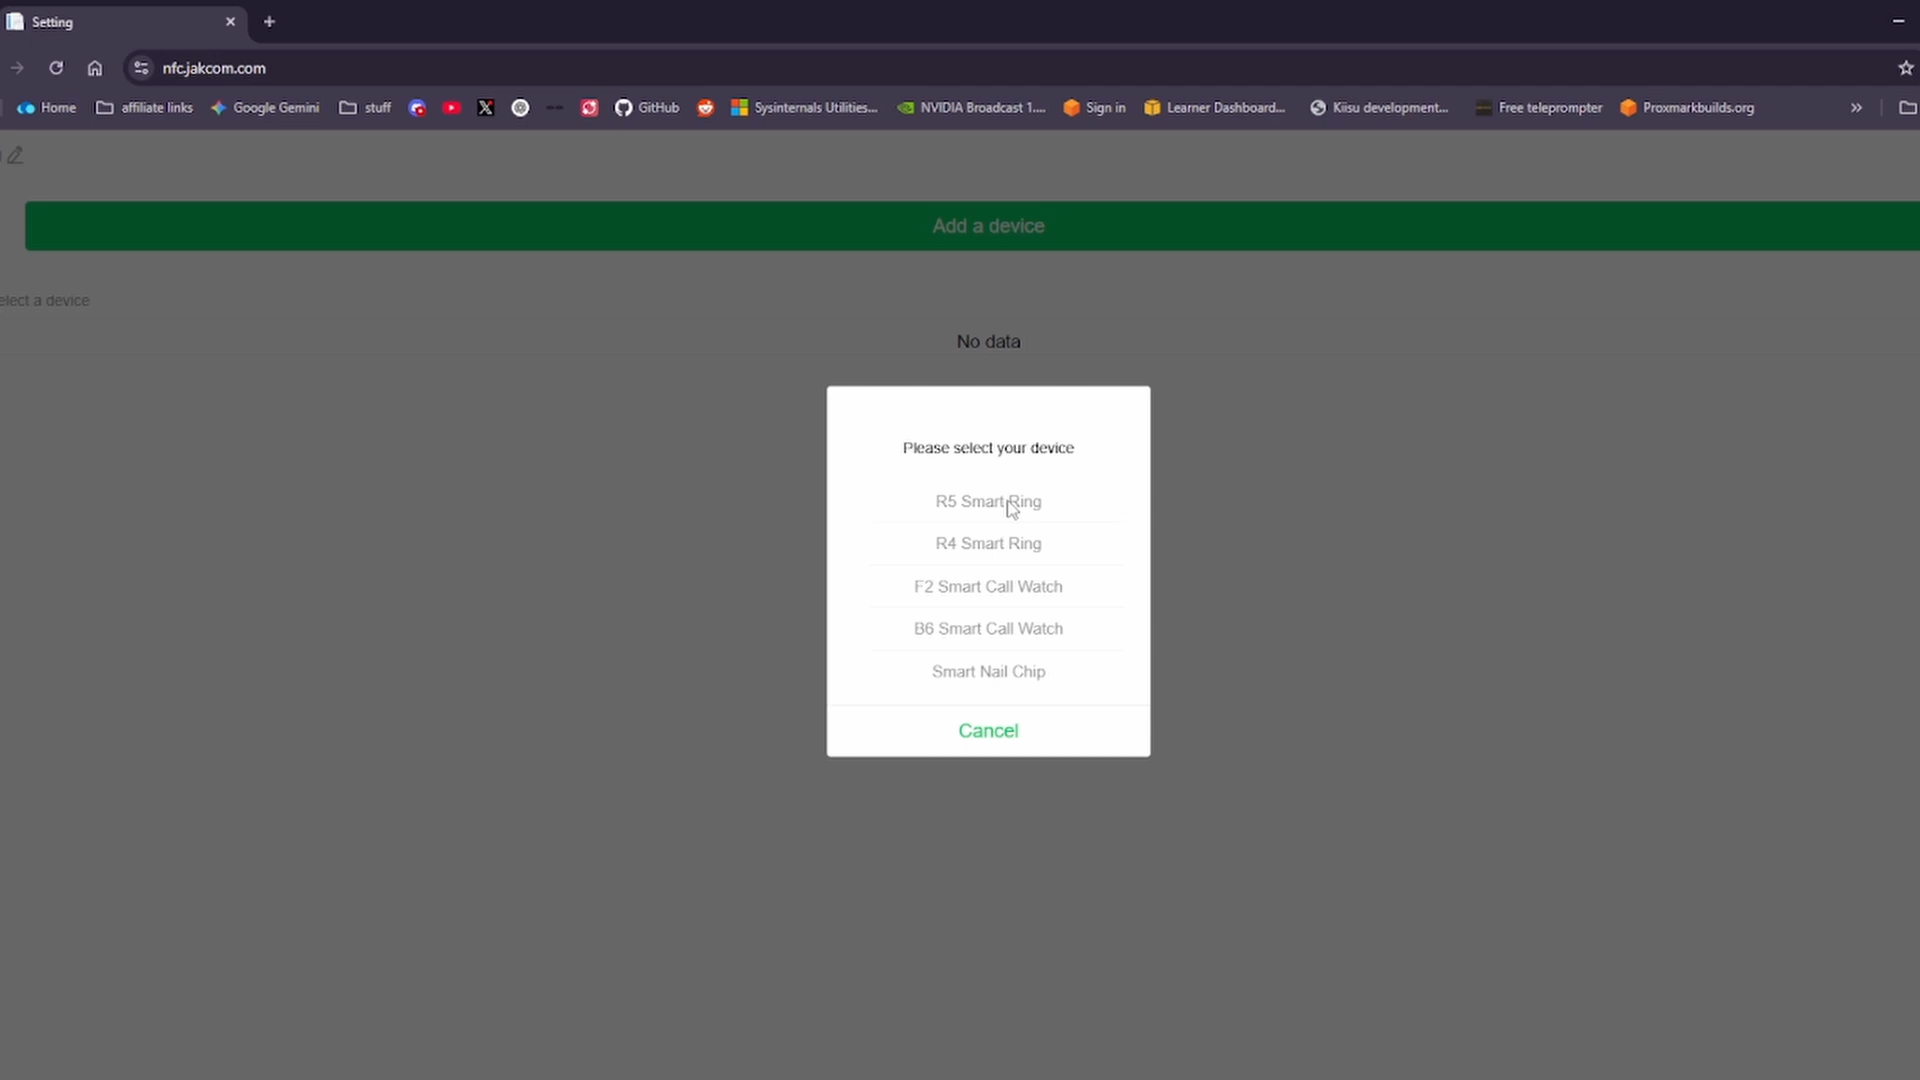 Setting
nfc.jakcom.com
Home affiliate links Google Gemini stuff GitHub Sysinternals Utilities... NVIDIA Broadcast 1.... Sign in Learner Dashboard... Kiisu development... Free teleprompter Proxmarkbuilds.org
Add a device
elect a device
No data
Please select your device
R5 Smart Ring
R4 Smart Ring
F2 Smart Call Watch
B6 Smart Call Watch
Smart Nail Chip
Cancel